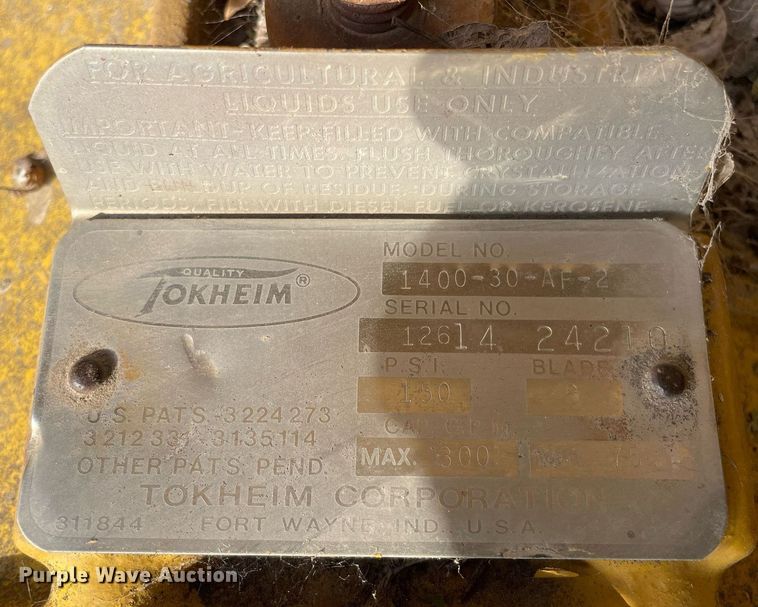 FOR AGRICULTURAL & INDUSTRIAL
LIQUIDS USE ONLY
IMPORTANT-KEEP FILLED WITH COMPATIBLE
LIQUID AT ALL TIMES. FLUSH THOROUGHLY AFTER
USE WITH WATER TO PREVENT
AND BUILDUP OF RESIDUE. DURING STORAGE
PERIODS, FILL WITH DIESEL FUEL OR KEROSENE
QUALITY
TOKHEIM®
MODEL NO.
1400-30-AF-2
SERIAL NO.
12614 24210
P.S.I. BLADE
150
U.S. PATS.-3224273
3135114
OTHER PATS. PEND.
CAP. G.P.M.
MAX. 300
TOKHEIM CORPORATION
311844 FORT WAYNE, IND., U.S.A.
Purple Wave Auction